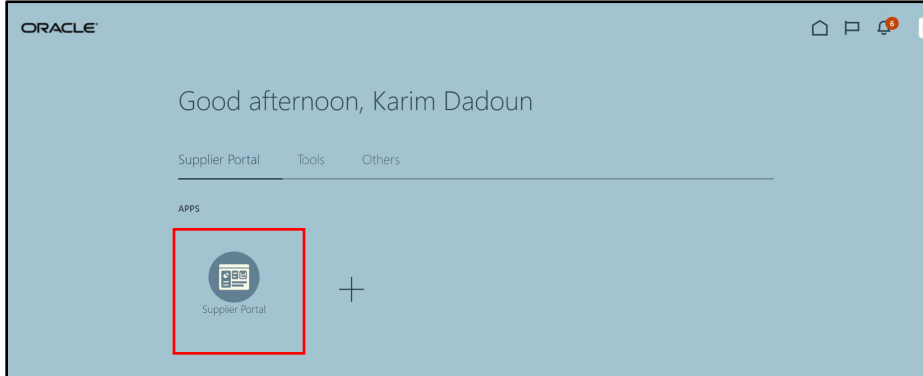 ORACLE
6
Good afternoon, Karim Dadoun
Supplier Portal Tools Others
APPS
Supplier Portal